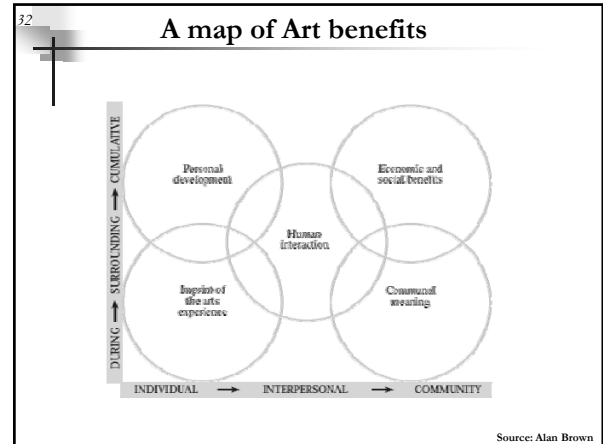 32
A map of Art benefits
DURING → SURROUNDING → CUMULATIVE
Personal
development
Economic and
social benefits
Human
interaction
Imprint of
the arts
experience
Communal
meaning
INDIVIDUAL → INTERPERSONAL → COMMUNITY
Source: Alan Brown